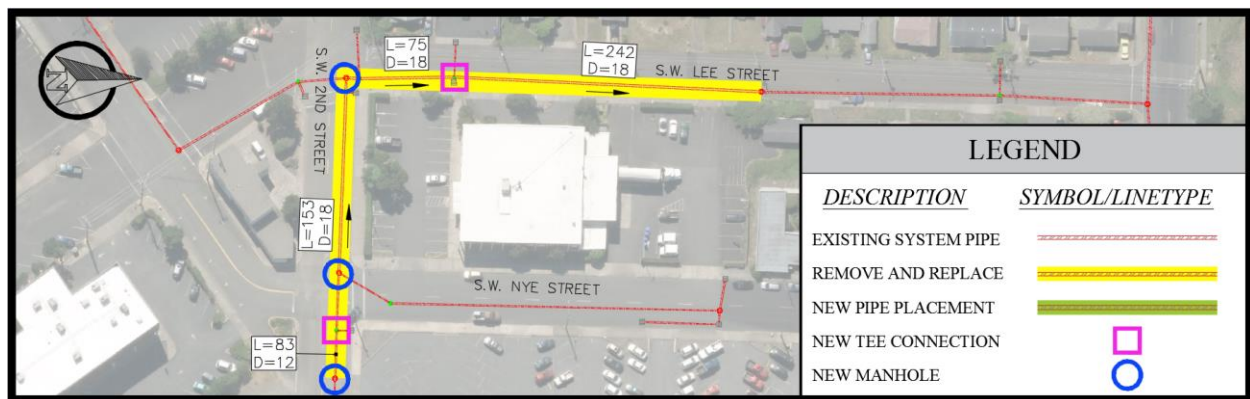 L=75
D=18
L=242
D=18
S.W. LEE STREET
S.W. 2ND STREET
L=153
D=18
S.W. NYE STREET
L=83
D=12
LEGEND
DESCRIPTION SYMBOL/LINETYPE
EXISTING SYSTEM PIPE
REMOVE AND REPLACE
NEW PIPE PLACEMENT
NEW TEE CONNECTION
NEW MANHOLE